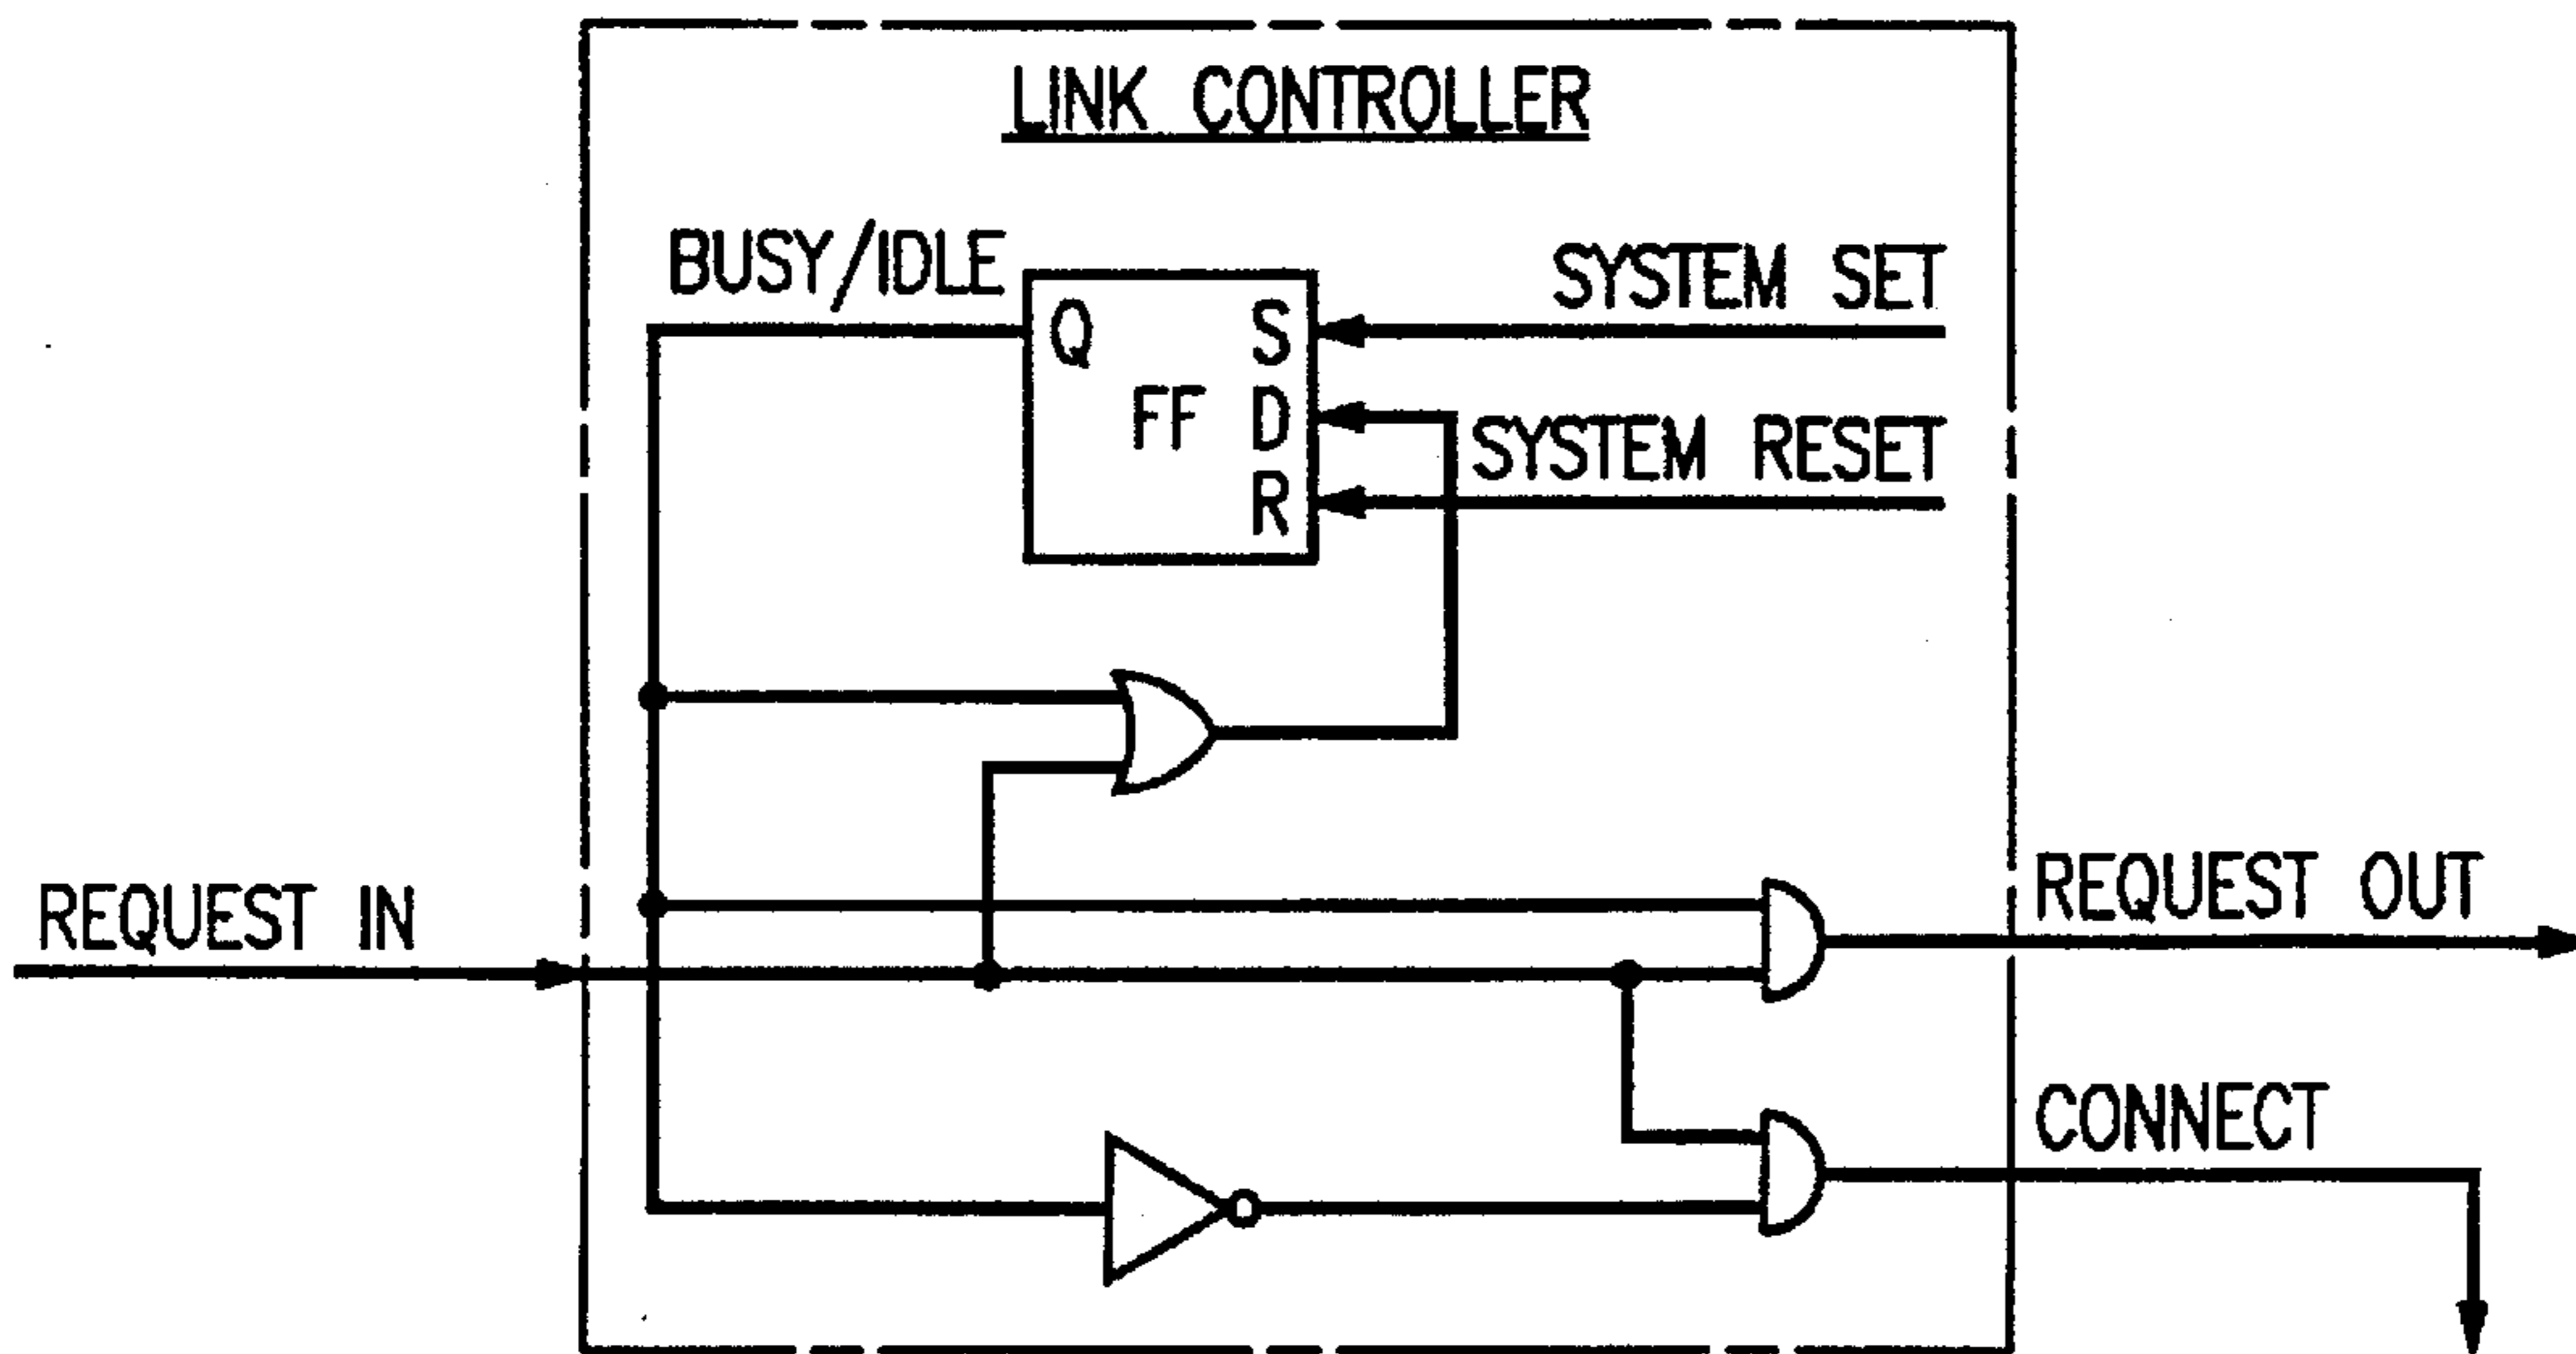 LINK CONTROLLER
BUSY/IDLE
SYSTEM SET
Q S
FF D
SYSTEM RESET
R
REQUEST IN
REQUEST OUT
CONNECT